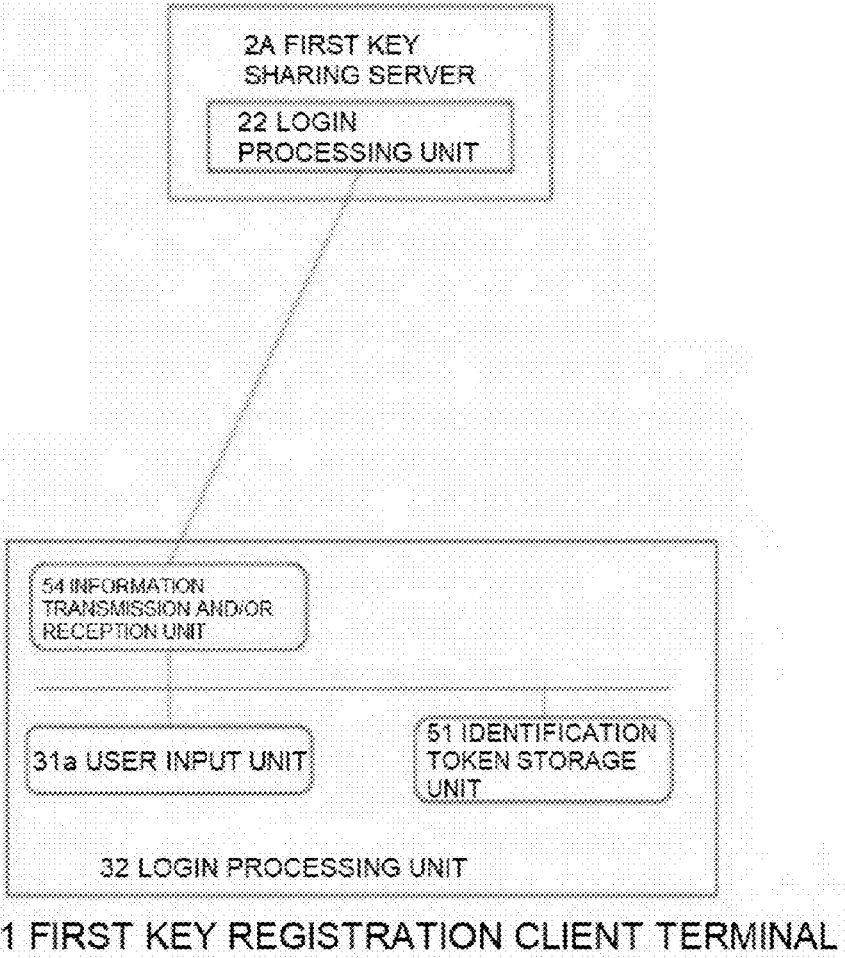 2A FIRST KEY
SHARING SERVER
22 LOGIN
PROCESSING UNIT
54 INFORMATION
TRANSMISSION AND/OR
RECEPTION UNIT
31a USER INPUT UNIT
51 IDENTIFICATION
TOKEN STORAGE
UNIT
32 LOGIN PROCESSING UNIT
1 FIRST KEY REGISTRATION CLIENT TERMINAL